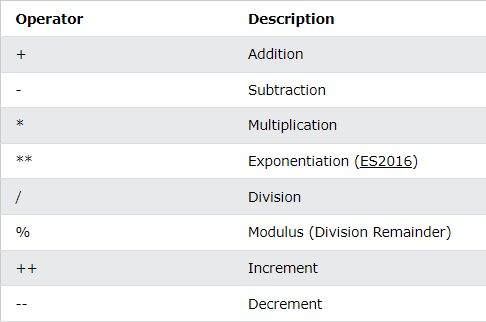 Operator Description
+ Addition
- Subtraction
* Multiplication
** Exponentiation (ES2016)
/ Division
% Modulus (Division Remainder)
++ Increment
-- Decrement